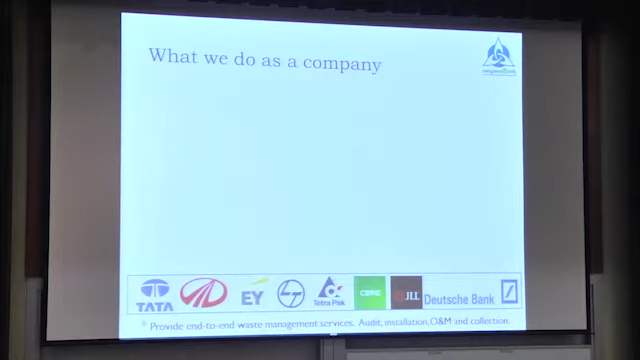 What we do as a company
TATA
EY
Tetra Pak
CBRE
JLL
Deutsche Bank
* Provide end-to-end waste management services. Audit, installation, O&M and collection.